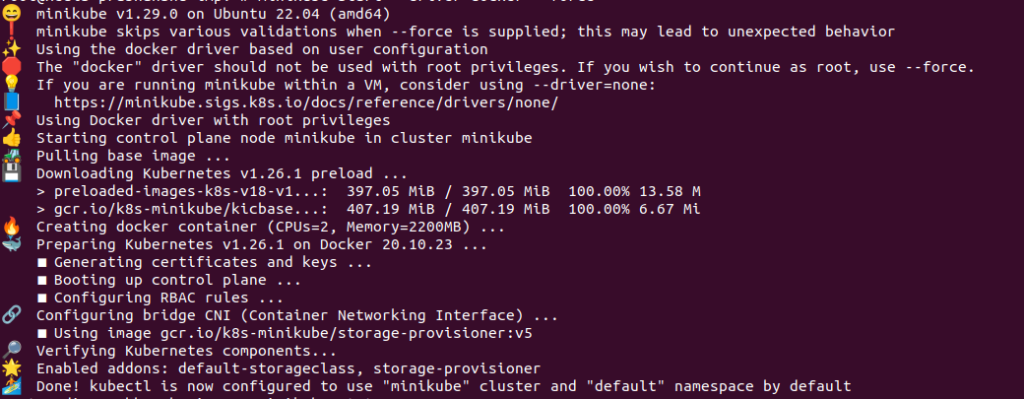 😄 minikube v1.29.0 on Ubuntu 22.04 (amd64)
❗ minikube skips various validations when --force is supplied; this may lead to unexpected behavior
✨ Using the docker driver based on user configuration
🛑 The "docker" driver should not be used with root privileges. If you wish to continue as root, use --force.
💡 If you are running minikube within a VM, consider using --driver=none:
📘 https://minikube.sigs.k8s.io/docs/reference/drivers/none/
📌 Using Docker driver with root privileges
👍 Starting control plane node minikube in cluster minikube
🚜 Pulling base image ...
💾 Downloading Kubernetes v1.26.1 preload ...
> preloaded-images-k8s-v18-v1...: 397.05 MiB / 397.05 MiB 100.00% 13.58 M
> gcr.io/k8s-minikube/kicbase...: 407.19 MiB / 407.19 MiB 100.00% 6.67 Mi
🔥 Creating docker container (CPUs=2, Memory=2200MB) ...
🐳 Preparing Kubernetes v1.26.1 on Docker 20.10.23 ...
■ Generating certificates and keys ...
■ Booting up control plane ...
■ Configuring RBAC rules ...
🔗 Configuring bridge CNI (Container Networking Interface) ...
■ Using image gcr.io/k8s-minikube/storage-provisioner:v5
🔎 Verifying Kubernetes components...
🌟 Enabled addons: default-storageclass, storage-provisioner
🏄 Done! kubectl is now configured to use "minikube" cluster and "default" namespace by default